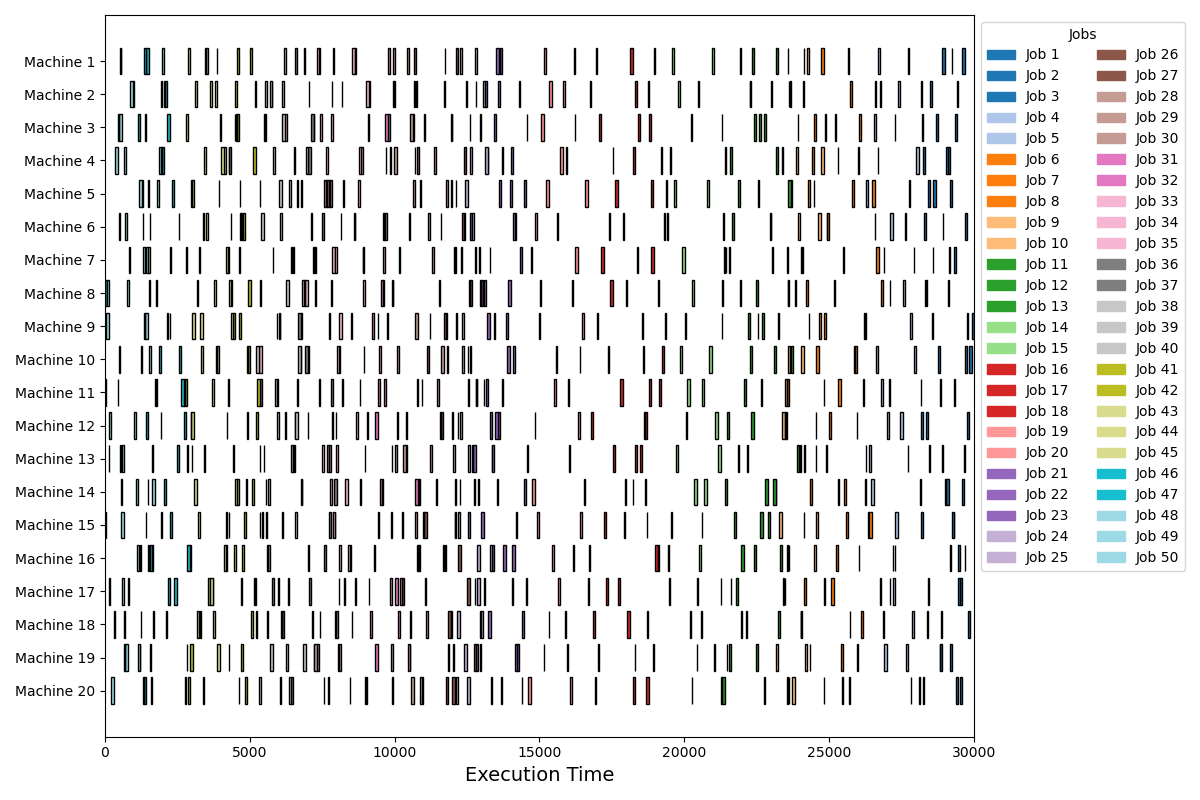 Machine 1
Machine 2
Machine 3
Machine 4
Machine 5
Machine 6
Machine 7
Machine 8
Machine 9
Machine 10
Machine 11
Machine 12
Machine 13
Machine 14
Machine 15
Machine 16
Machine 17
Machine 18
Machine 19
Machine 20
0 5000 10000 15000 20000 25000 30000
Execution Time
Jobs
Job 1 Job 26
Job 2 Job 27
Job 3 Job 28
Job 4 Job 29
Job 5 Job 30
Job 6 Job 31
Job 7 Job 32
Job 8 Job 33
Job 9 Job 34
Job 10 Job 35
Job 11 Job 36
Job 12 Job 37
Job 13 Job 38
Job 14 Job 39
Job 15 Job 40
Job 16 Job 41
Job 17 Job 42
Job 18 Job 43
Job 19 Job 44
Job 20 Job 45
Job 21 Job 46
Job 22 Job 47
Job 23 Job 48
Job 24 Job 49
Job 25 Job 50